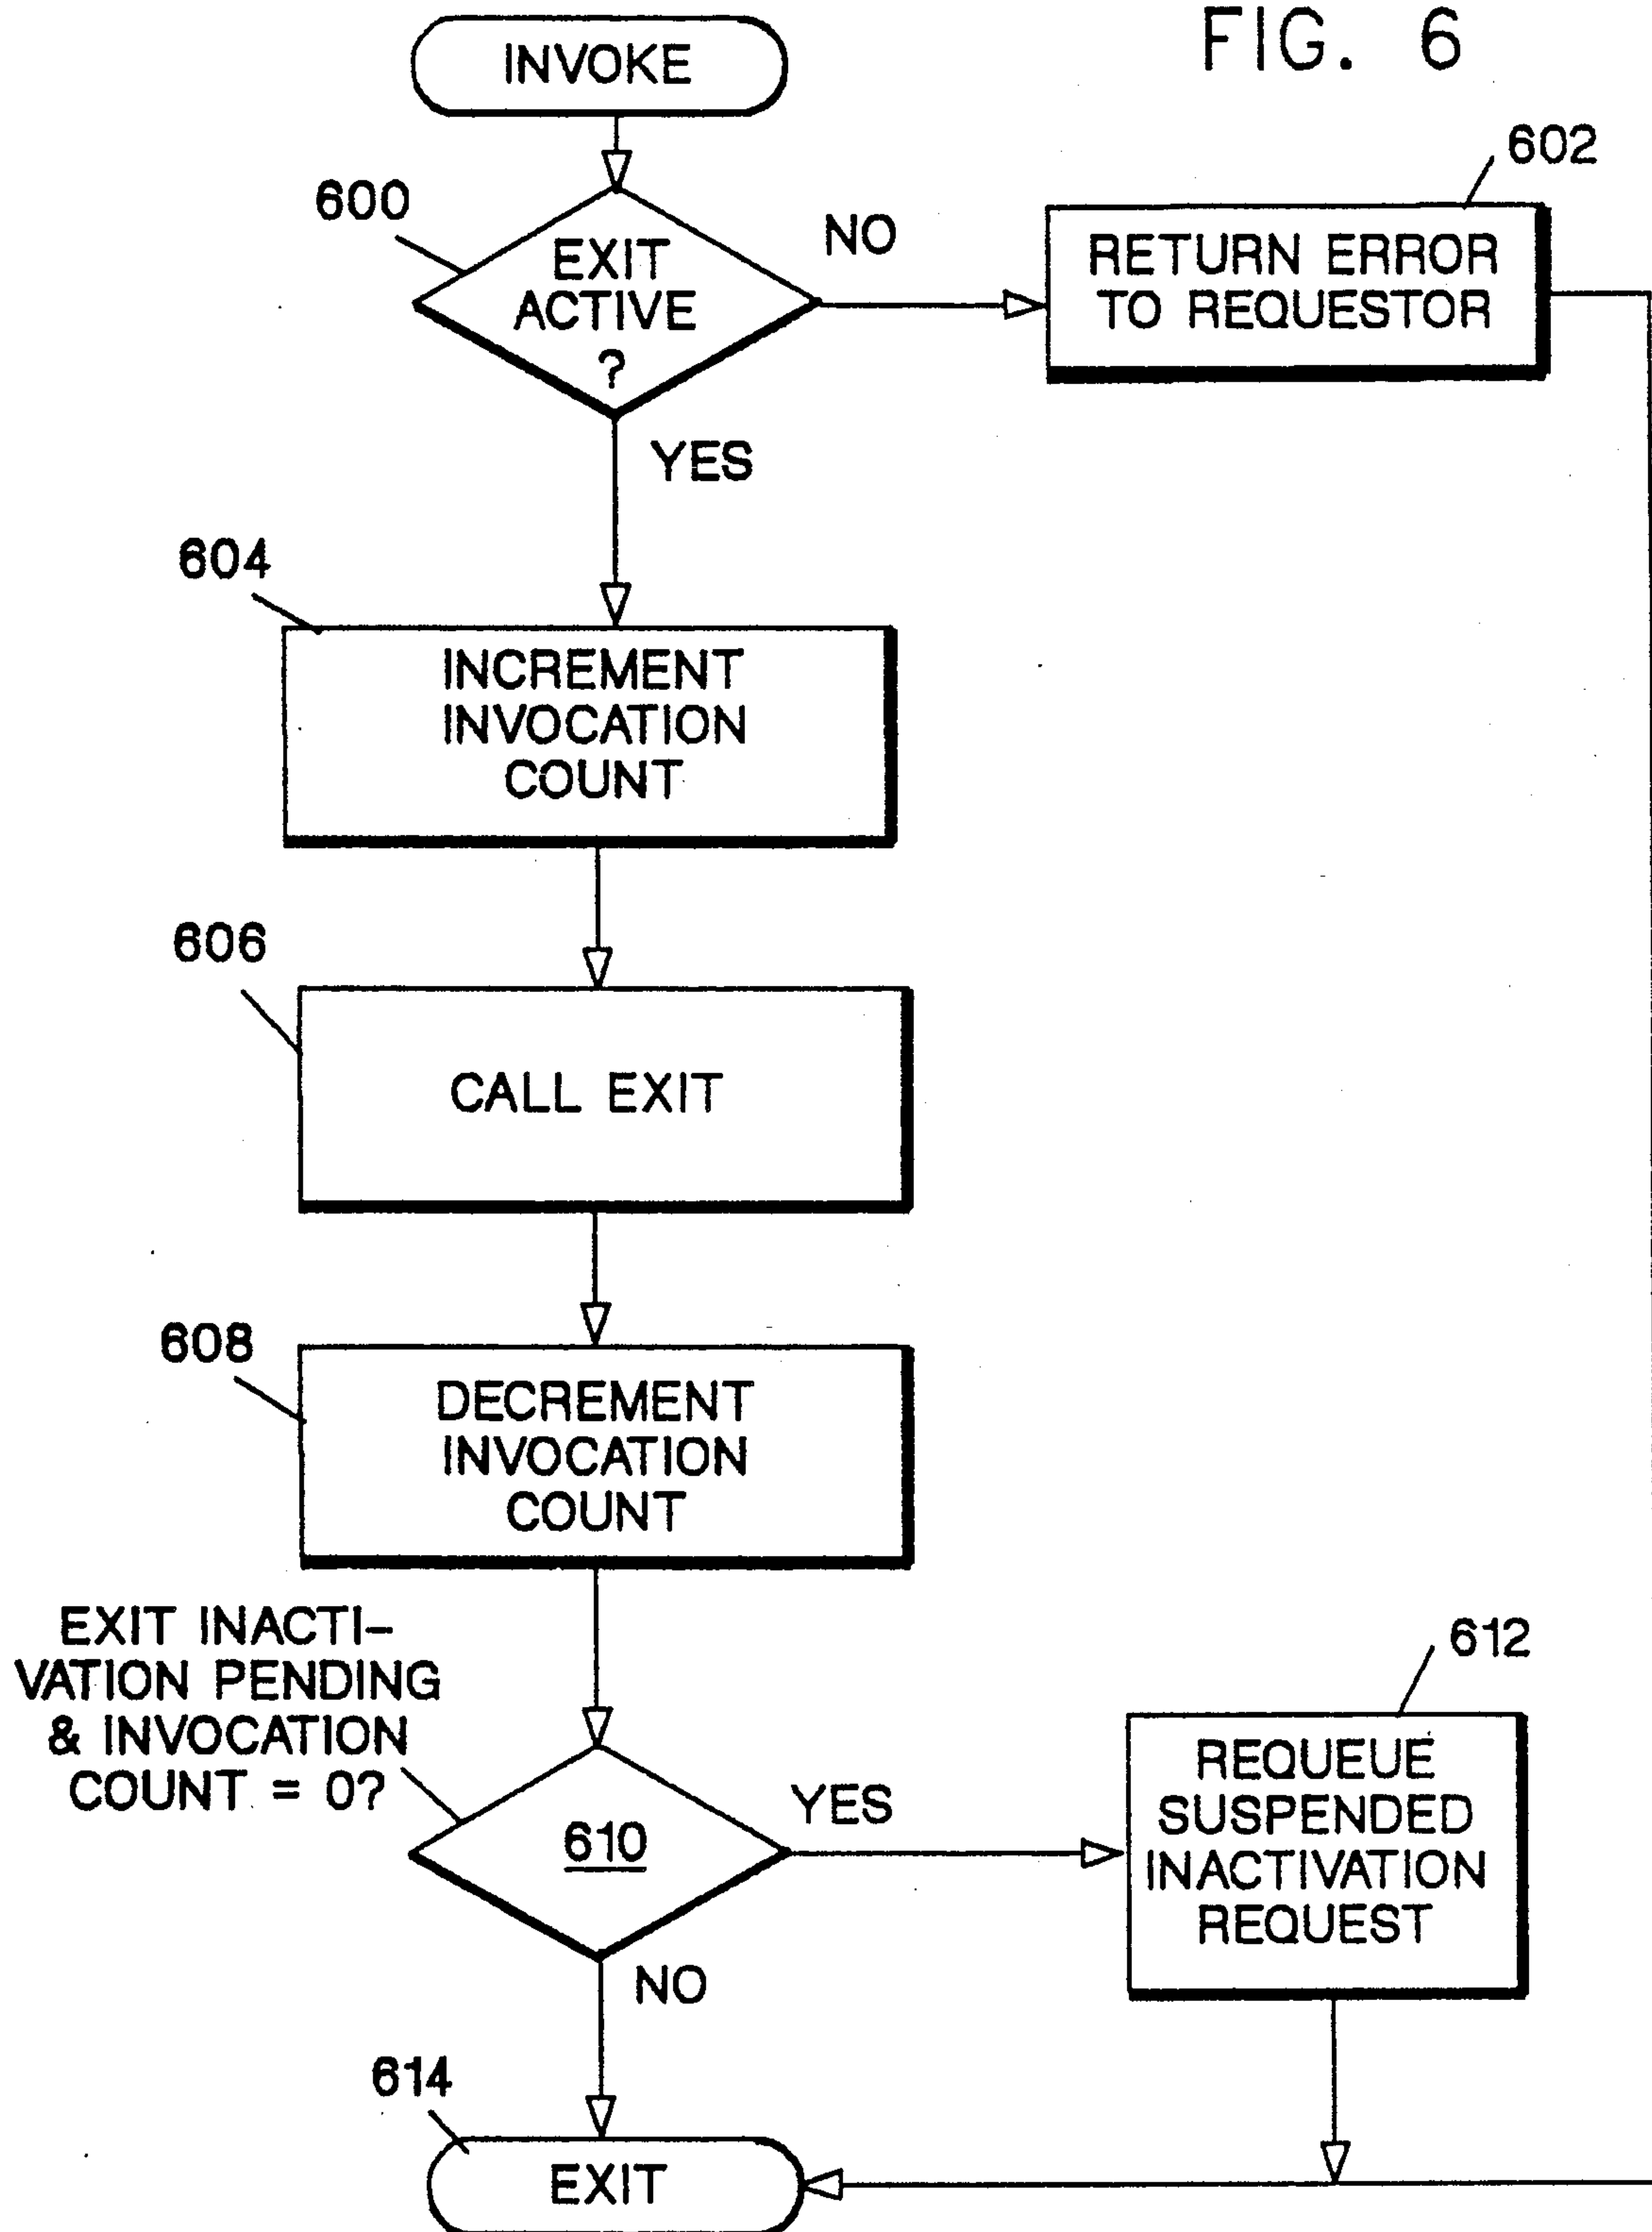 FIG. 6
INVOKE
602
600
EXIT
ACTIVE
?
NO
RETURN ERROR
TO REQUESTOR
YES
604
INCREMENT
INVOCATION
COUNT
606
CALL EXIT
608
DECREMENT
INVOCATION
COUNT
EXIT INACTI-
VATION PENDING
& INVOCATION
COUNT = 0?
610
YES
612
REQUEUE
SUSPENDED
INACTIVATION
REQUEST
NO
614
EXIT